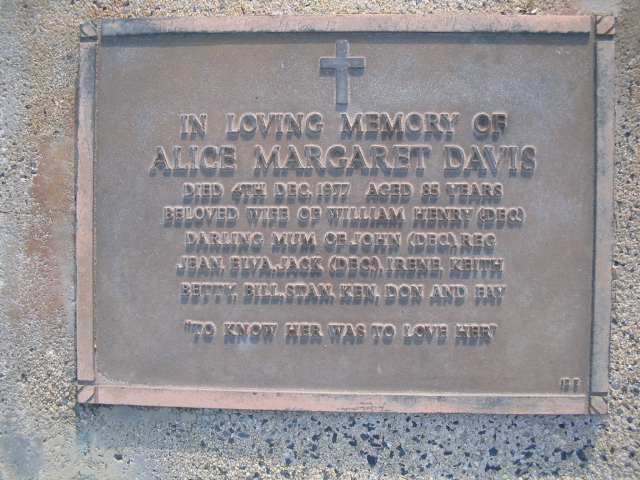 IN LOVING MEMORY OF
ALICE MARGARET DAVIS
DIED 4TH DEC, 1977 AGED 85 YEARS
BELOVED WIFE OF WILLIAM HENRY (DEC.)
DARLING MUM OF JOHN (DEC.), REG
JEAN, ELVA, JACK (DEC.), IRENE, KEITH
BETTY, BILL, STAN, KEN, DON AND FAY
"TO KNOW HER WAS TO LOVE HER"